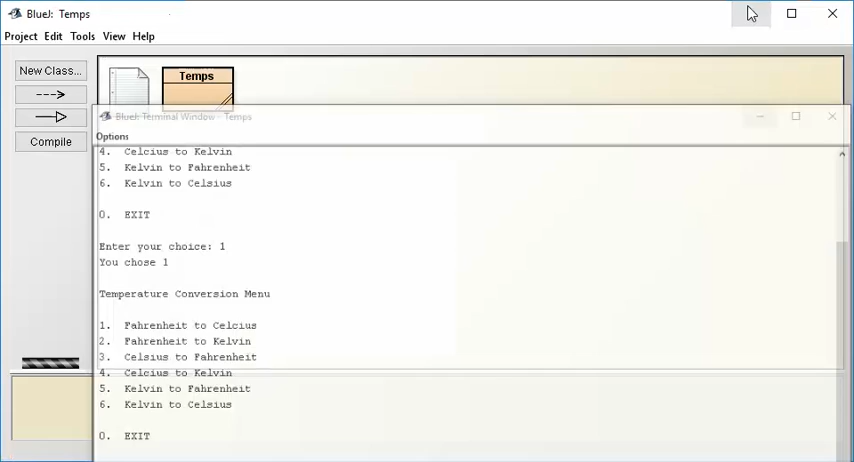 BlueJ: Temps
Project Edit Tools View Help
New Class...
Temps
Compile
BlueJ: Terminal Window - Temps
Options
4. Celcius to Kelvin
5. Kelvin to Fahrenheit
6. Kelvin to Celsius
0. EXIT
Enter your choice: 1
You chose 1
Temperature Conversion Menu
1. Fahrenheit to Celcius
2. Fahrenheit to Kelvin
3. Celsius to Fahrenheit
4. Celcius to Kelvin
5. Kelvin to Fahrenheit
6. Kelvin to Celsius
0. EXIT